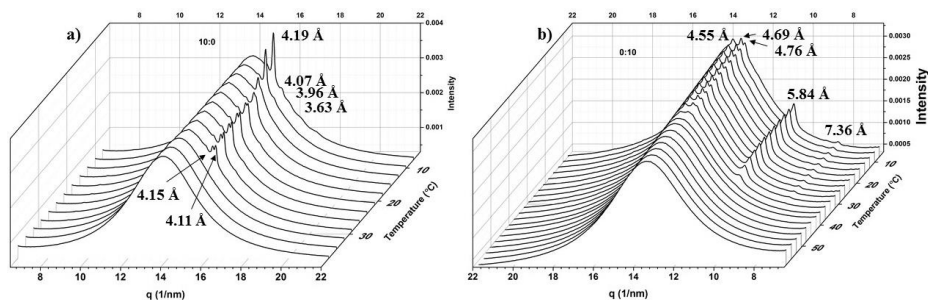 a)
8 10 12 14 16 18 20 22
10:0
4.19 Å
0.004
0.003
0.002
0.001
Intensity
4.07 Å
3.96 Å
3.63 Å
4.15 Å
4.11 Å
10
20
30
Temperature (°C)
8 10 12 14 16 18 20 22
q (1/nm)
b)
22 20 18 16 14 12 10 8
0:10
4.55 Å
4.69 Å
4.76 Å
0.0030
0.0025
0.0020
0.0015
0.0010
0.0005
Intensity
5.84 Å
7.36 Å
10
20
30
40
50
Temperature (°C)
22 20 18 16 14 12 10 8
q (1/nm)